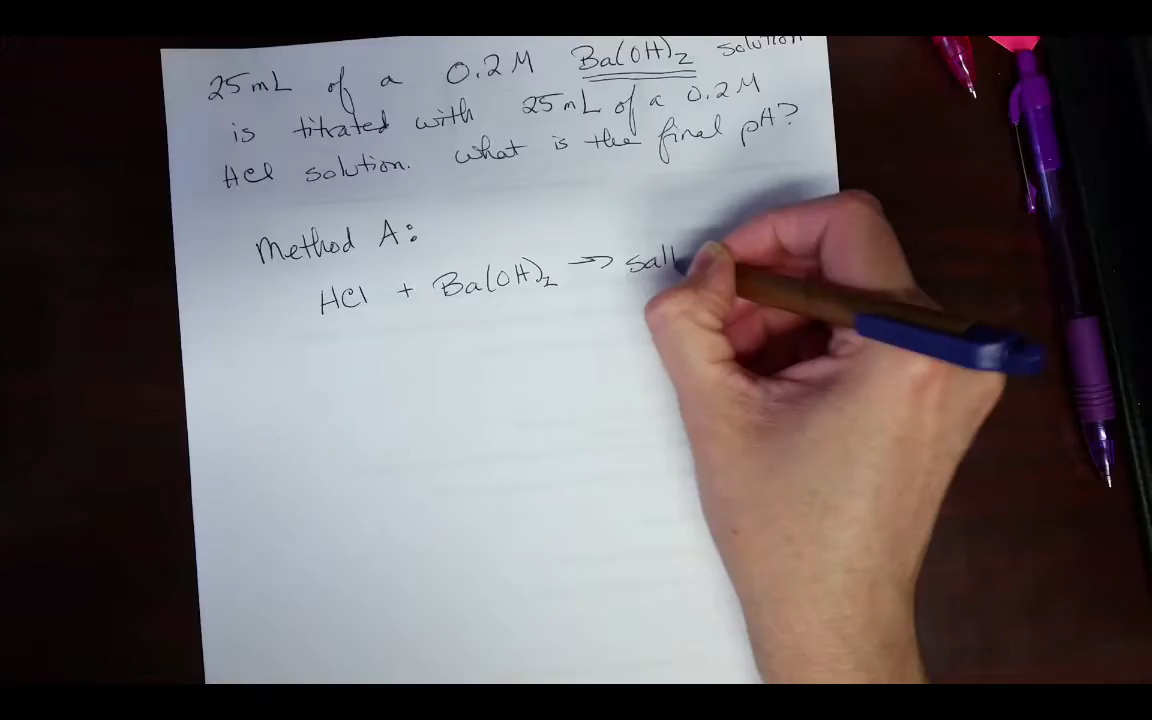 25mL of a 0.2M Ba(OH)₂ solution
is titrated with 25mL of a 0.2M
HCl solution. What is the final pH?
Method A:
HCl + Ba(OH)₂ → salt